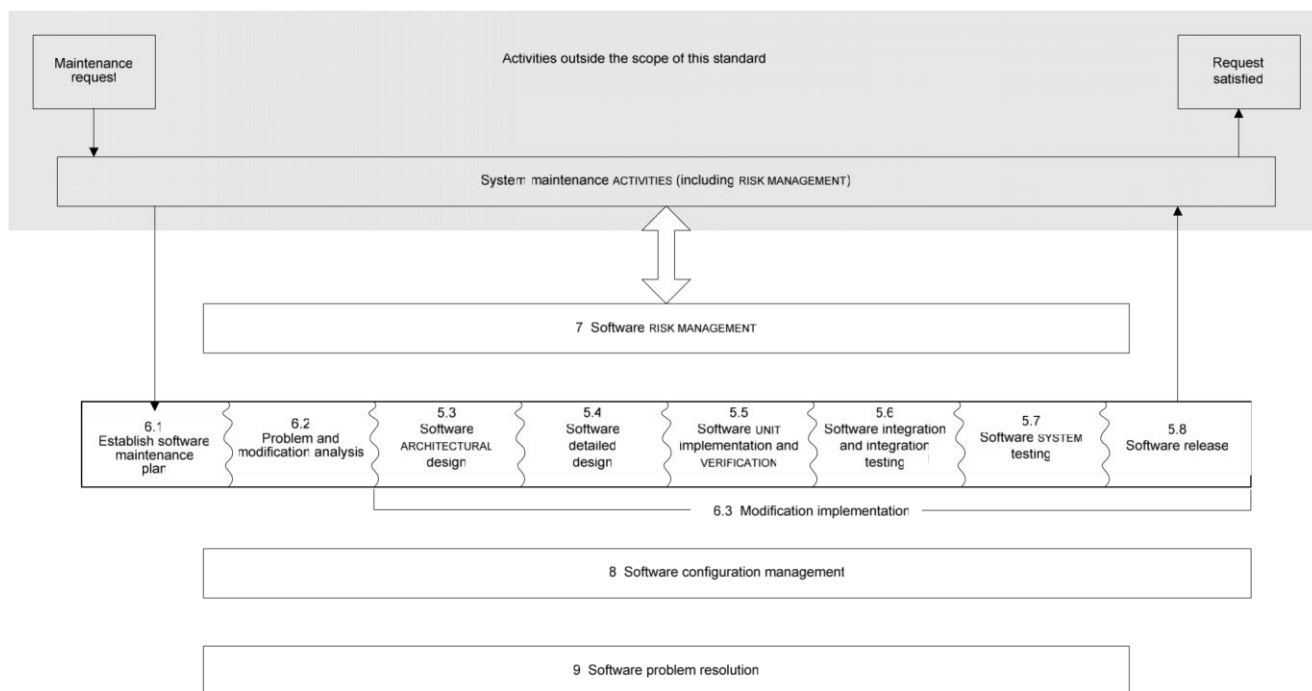 Maintenance
request
Activities outside the scope of this standard
Request
satisfied
System maintenance ACTIVITIES (including RISK MANAGEMENT)
7 Software RISK MANAGEMENT
6.1
Establish software
maintenance
plan
6.2
Problem and
modification analysis
5.3
Software
ARCHITECTURAL
design
5.4
Software
detailed
design
5.5
Software UNIT
implementation and
VERIFICATION
5.6
Software integration
and integration
testing
5.7
Software SYSTEM
testing
5.8
Software release
6.3 Modification implementation
8 Software configuration management
9 Software problem resolution